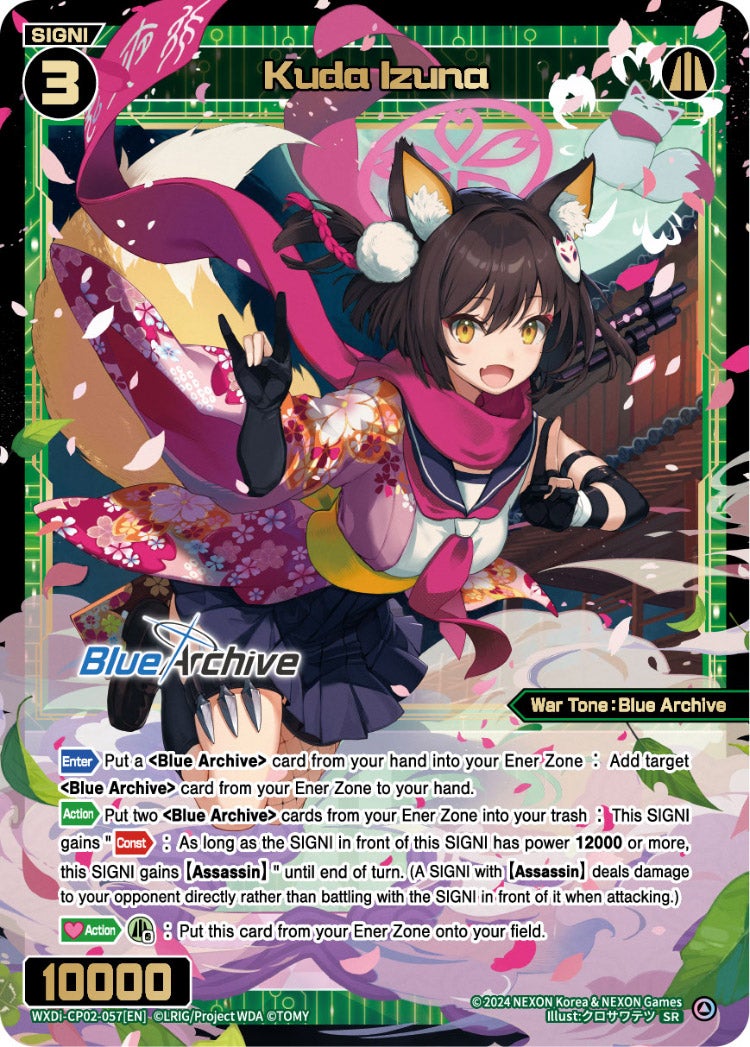 SIGNI
3
Kuda Izuna
Blue Archive
War Tone：Blue Archive
Enter Put a <Blue Archive> card from your hand into your Ener Zone： Add target
<Blue Archive> card from your Ener Zone to your hand.
Action Put two <Blue Archive> cards from your Ener Zone into your trash： This SIGNI
gains " Const ： As long as the SIGNI in front of this SIGNI has power 12000 or more,
this SIGNI gains 【Assassin】" until end of turn. (A SIGNI with【Assassin】deals damage
to your opponent directly rather than battling with the SIGNI in front of it when attacking.)
Action 6 ： Put this card from your Ener Zone onto your field.
10000
© 2024 NEXON Korea & NEXON Games
WXDi-CP02-057[EN] ©LRIG/Project WDA ©TOMY
Illust:クロサワテツ SR